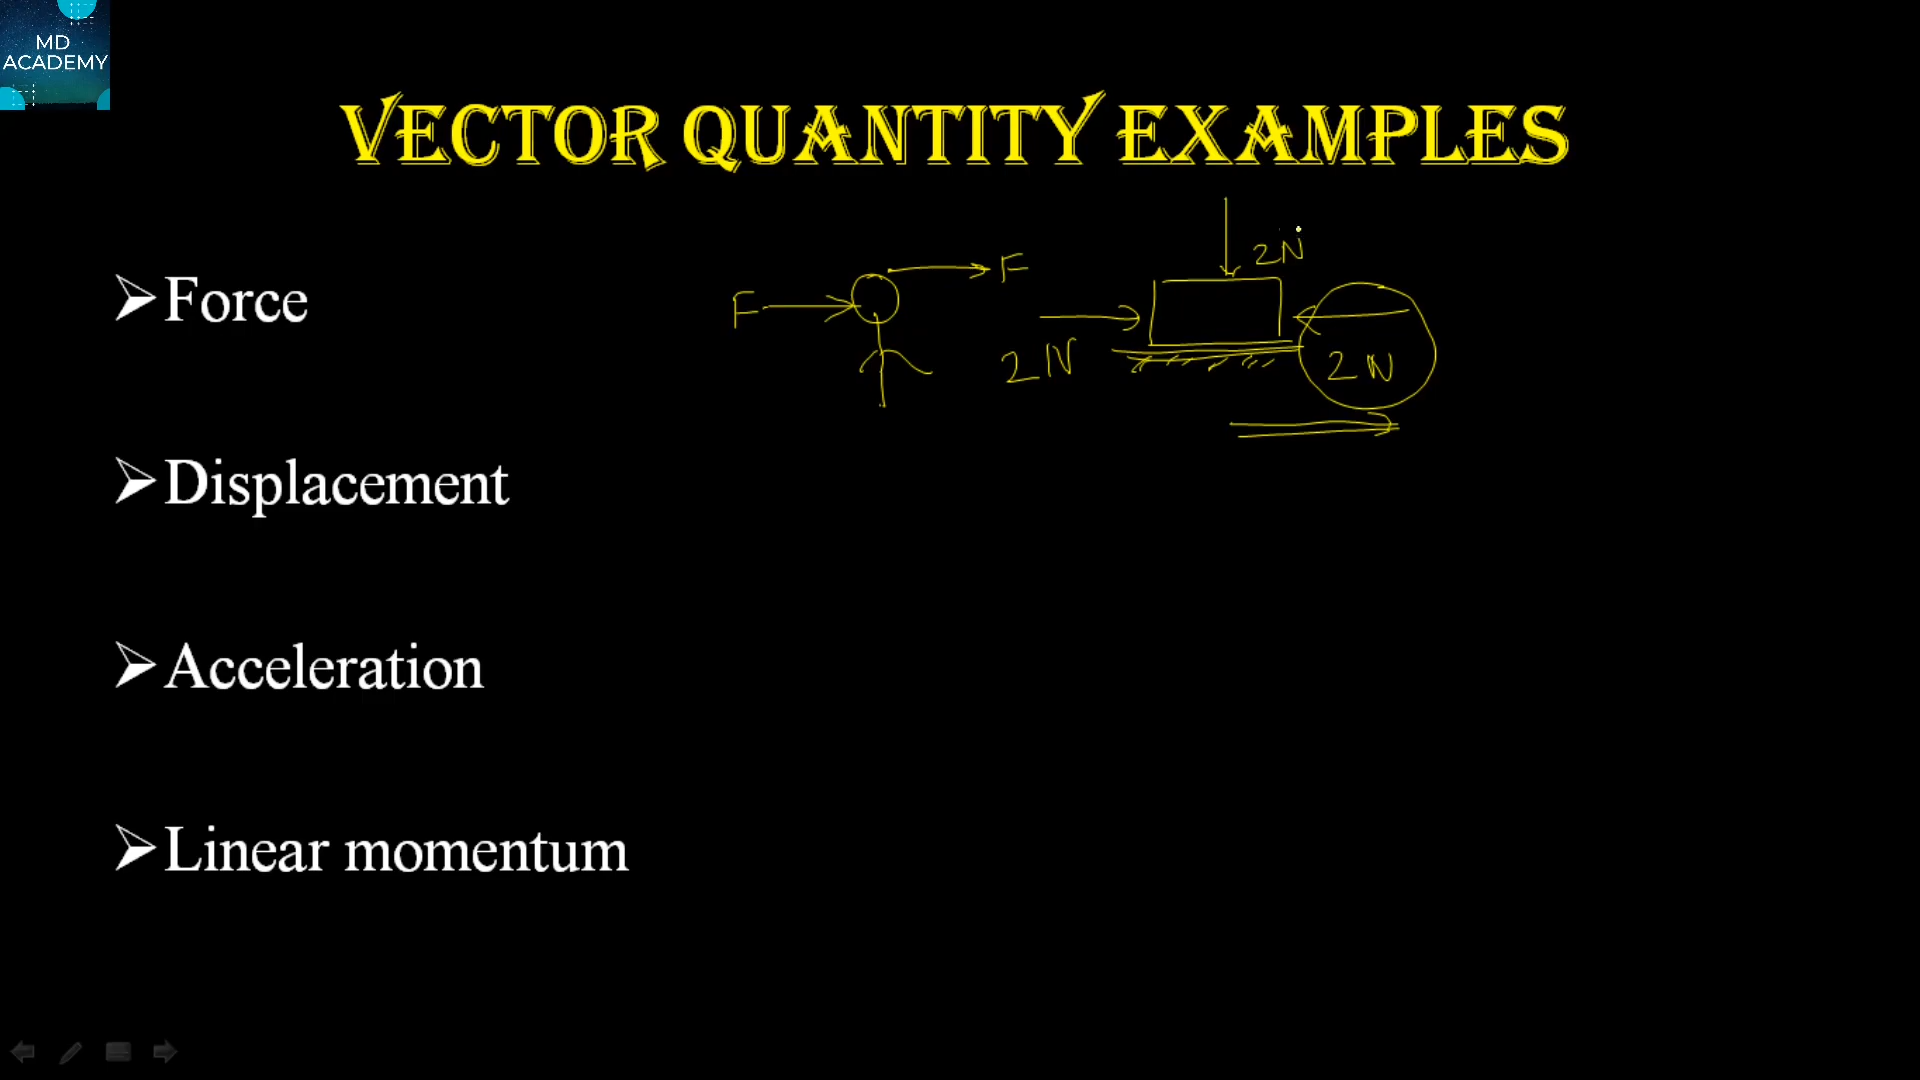 MD
ACADEMY
VECTOR QUANTITY EXAMPLES
2N
F
F
➢Force
2N
2N
➢Displacement
➢Acceleration
➢Linear momentum